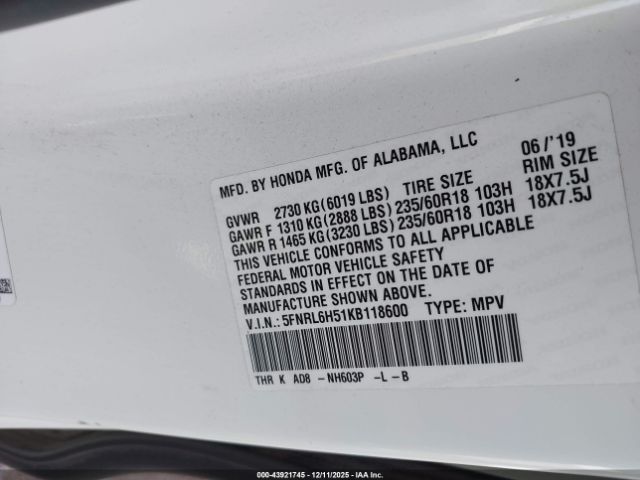 MFD. BY HONDA MFG. OF ALABAMA, LLC 06/'19
GVWR 2730 KG(6019 LBS) TIRE SIZE RIM SIZE
GAWR F 1310 KG(2888 LBS)235/60R18 103H 18X7.5J
GAWR R 1465 KG(3230 LBS)235/60R18 103H 18X7.5J
THIS VEHICLE CONFORMS TO ALL APPLICABLE
FEDERAL MOTOR VEHICLE SAFETY
STANDARDS IN EFFECT ON THE DATE OF
MANUFACTURE SHOWN ABOVE.
V.I.N.: 5FNRL6H51KB118600 TYPE: MPV
THR K AD8 -NH603P -L-B
000-43921745 - 12/11/2025 - IAA Inc.